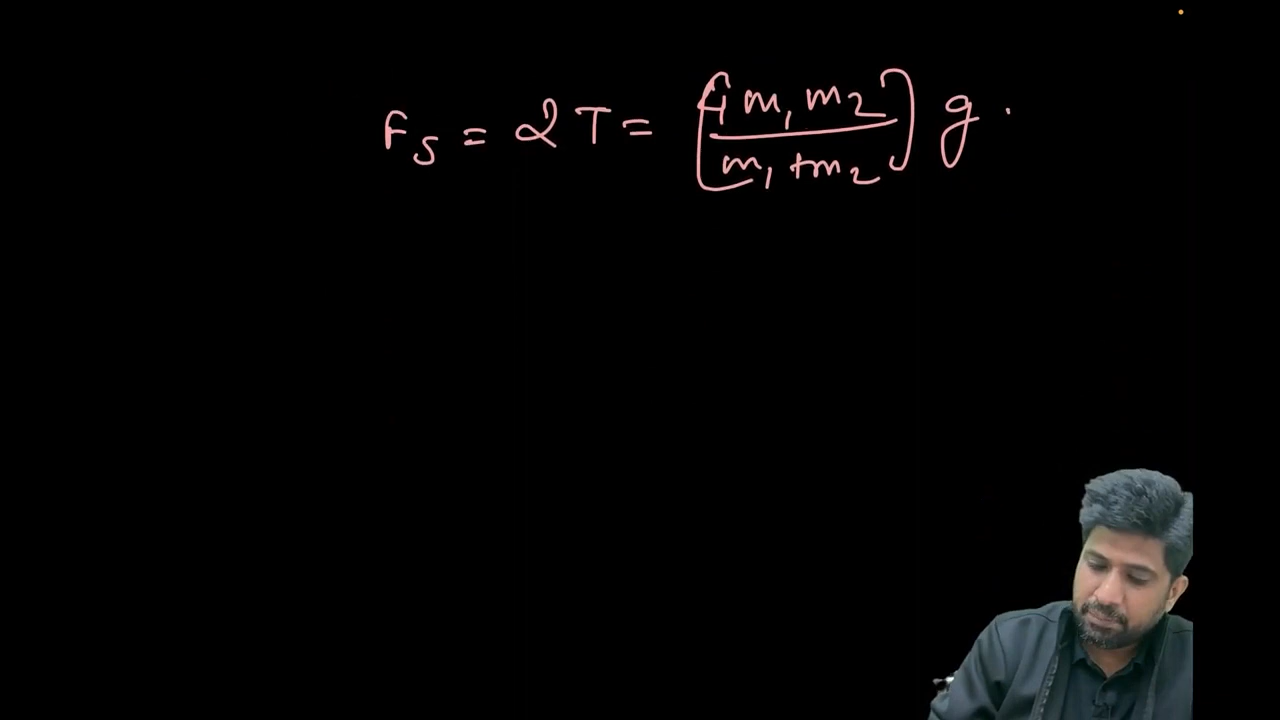 F_S = 2T = [4m₁m₂ / m₁+m₂] g.